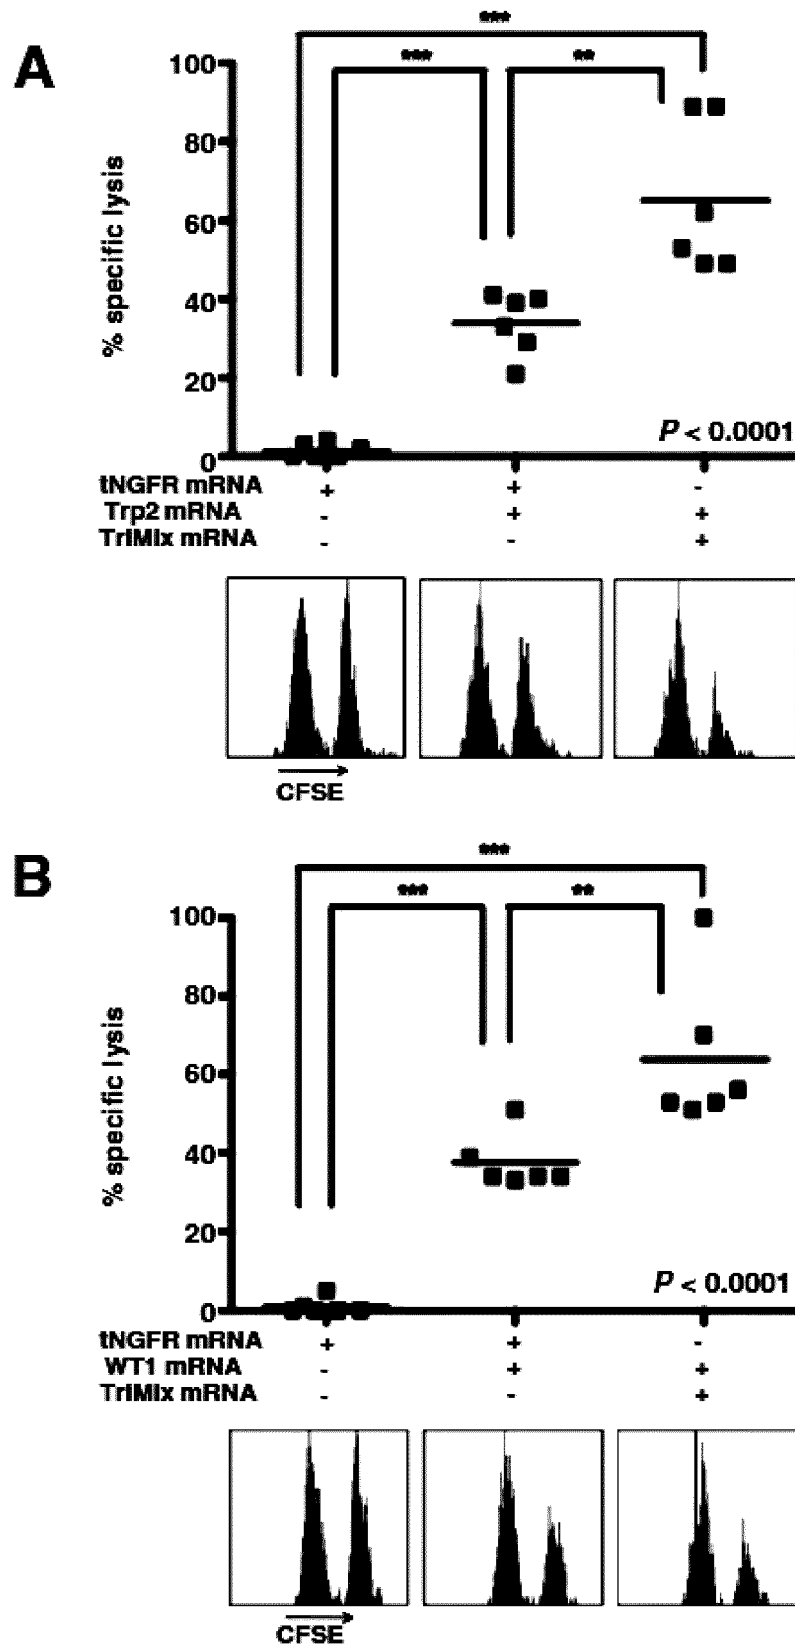 A
***
*** **
100
80
60
40
20
0
% specific lysis
P < 0.0001
tNGFR mRNA + + -
Trp2 mRNA - + +
TriMix mRNA - - +
CFSE
B
***
*** **
100
80
60
40
20
0
% specific lysis
P < 0.0001
tNGFR mRNA + + -
WT1 mRNA - + +
TriMix mRNA - - +
CFSE